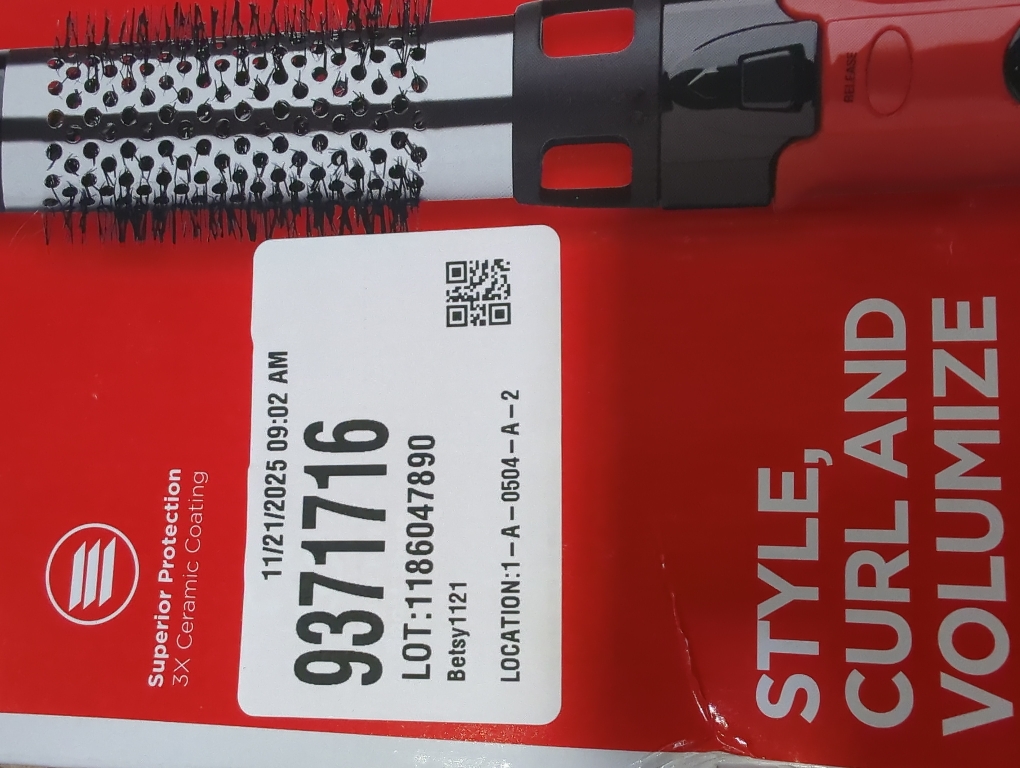 RELEASE
Superior Protection
3X Ceramic Coating
11/21/2025 09:02 AM
9371716
LOT:1186047890
Betsy1121
LOCATION:1-A-0504-A-2
STYLE,
CURL AND
VOLUMIZE